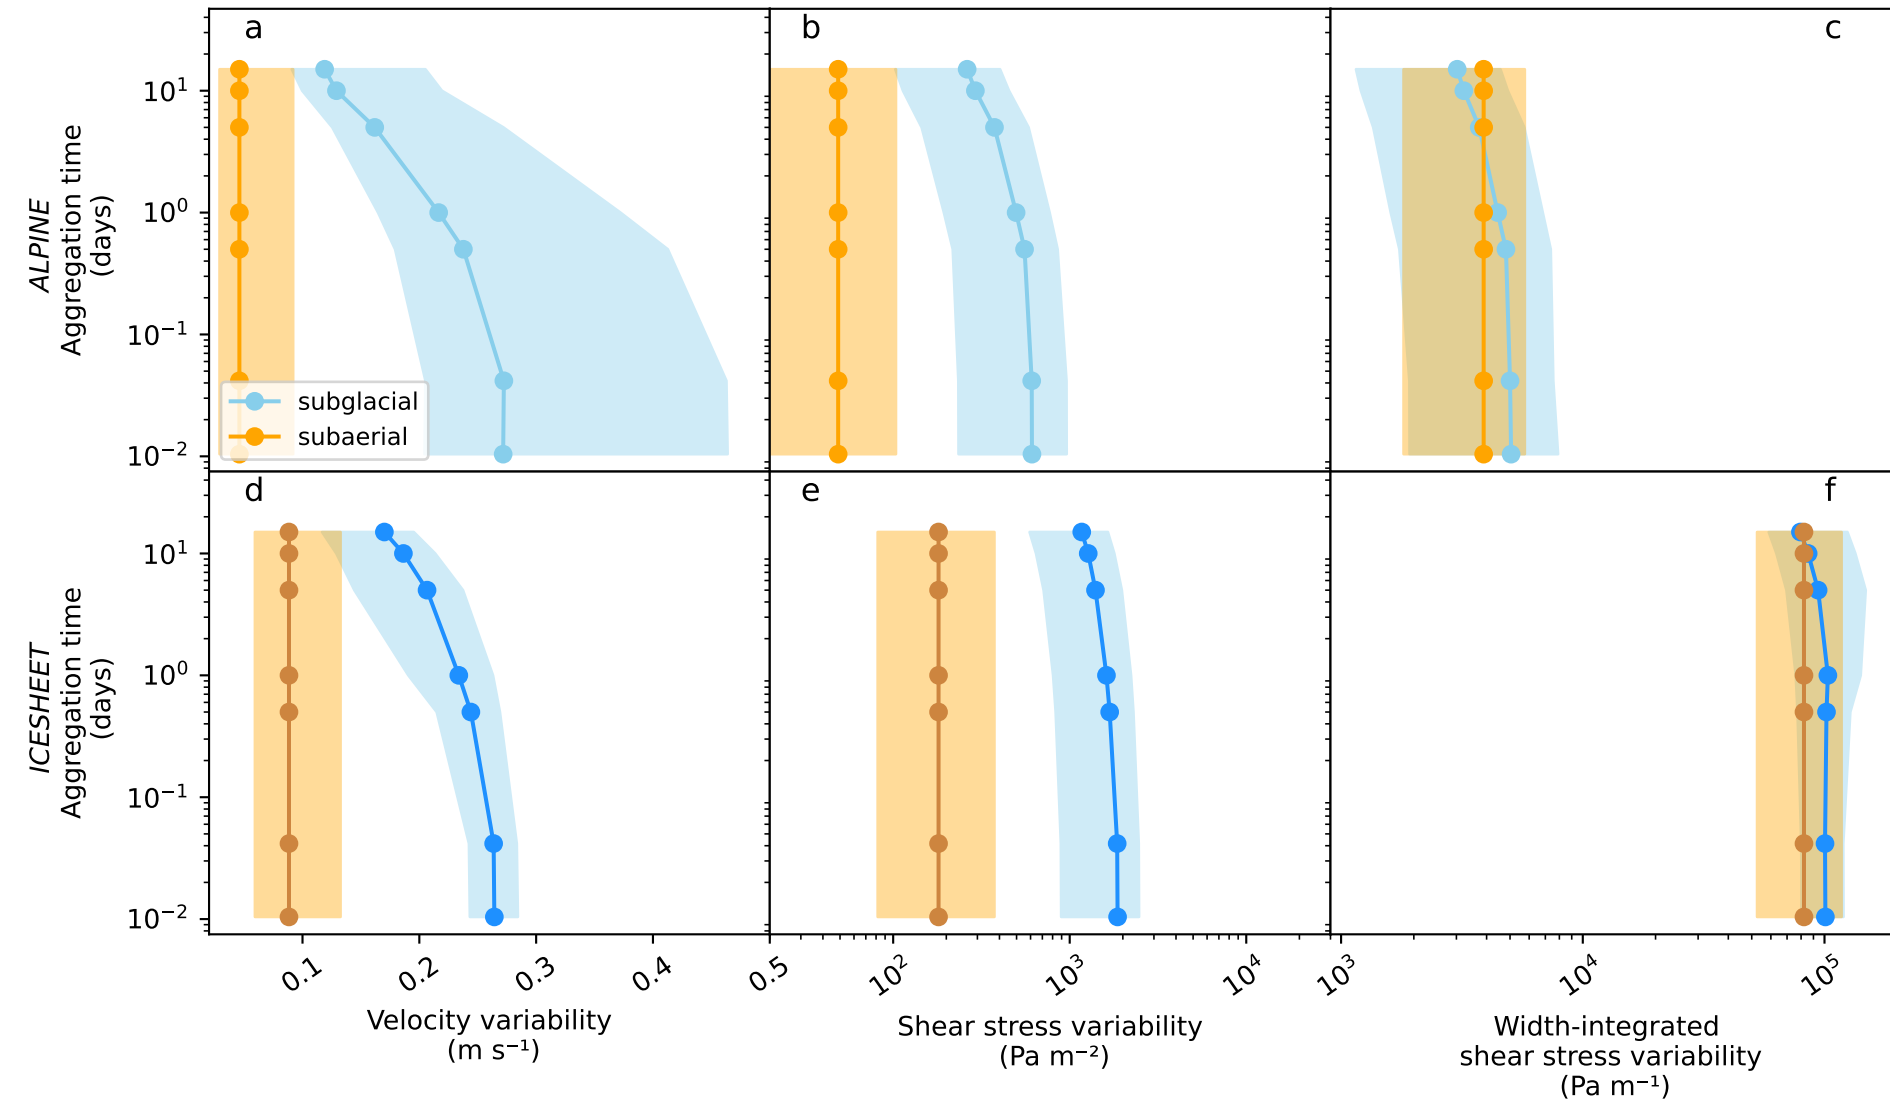 a
b
c
10¹
10⁰
10⁻¹
10⁻²
ALPINE
Aggregation time
(days)
subglacial
subaerial
d
e
f
10¹
10⁰
10⁻¹
10⁻²
ICESHEET
Aggregation time
(days)
0.1
0.2
0.3
0.4
0.5
10²
10³
10⁴
10³
10⁴
10⁵
Velocity variability
(m s⁻¹)
Shear stress variability
(Pa m⁻²)
Width-integrated
shear stress variability
(Pa m⁻¹)